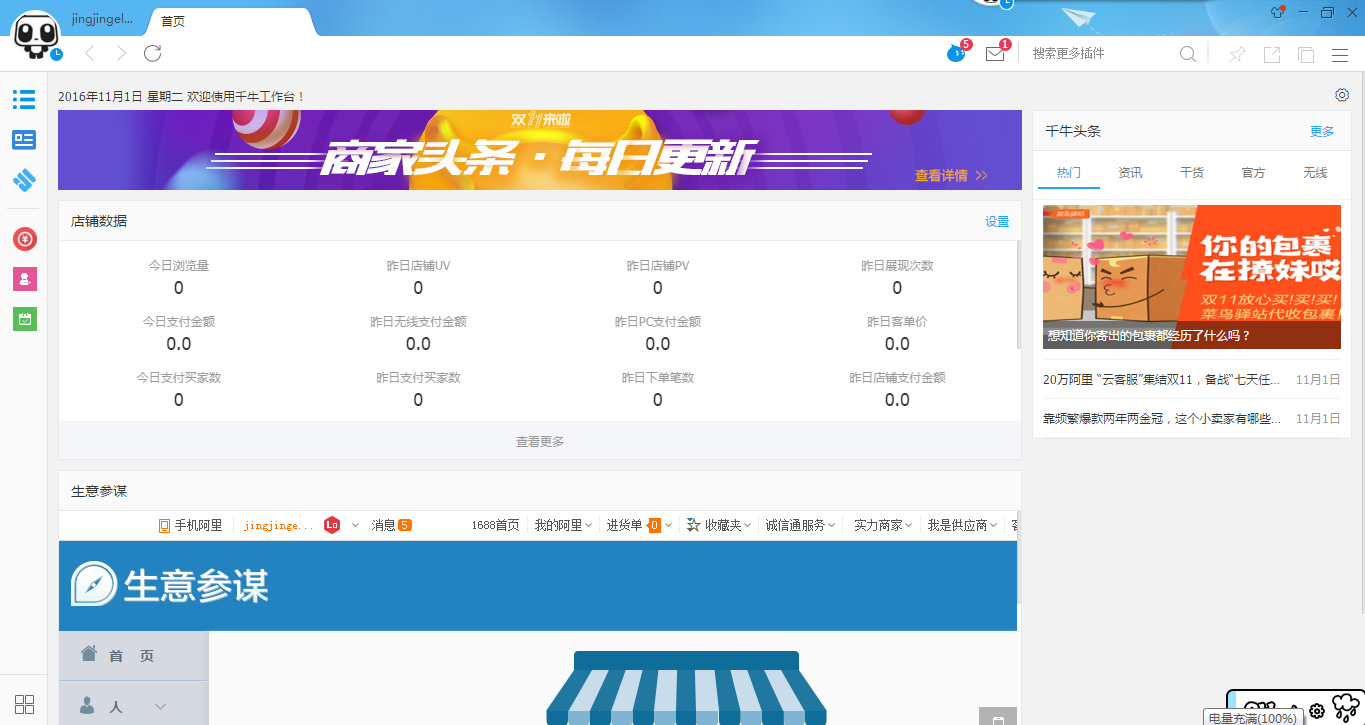 jingjingel...
首页
5
1
搜索更多插件
2016年11月1日 星期二 欢迎使用千牛工作台！
双11来啦
商家头条·每日更新
查看详情 >>
店铺数据
设置
今日浏览量
昨日店铺UV
昨日店铺PV
昨日展现次数
0
0
0
0
今日支付金额
昨日无线支付金额
昨日PC支付金额
昨日客单价
0.0
0.0
0.0
0.0
今日支付买家数
昨日支付买家数
昨日下单笔数
昨日店铺支付金额
0
0
0
0.0
查看更多
生意参谋
手机阿里
jingjinge...
Lo
消息 5
1688首页
我的阿里
进货单 0
收藏夹
诚信通服务
实力商家
我是供应商
生意参谋
首 页
人
千牛头条
更多
热门
资讯
干货
官方
无线
你的包裹
在撩妹哎
双11放心买!买!买!
菜鸟驿站代收包裹!
想知道你寄出的包裹都经历了什么吗？
20万阿里 “云客服”集结双11，备战“七天任... 11月1日
靠频繁爆款两年两金冠，这个小卖家有哪些... 11月1日
电量充满(100%)